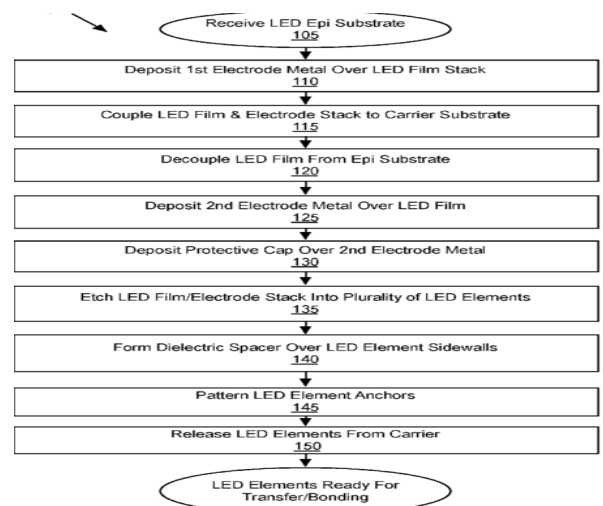 Receive LED Epi Substrate
105
Deposit 1st Electrode Metal Over LED Film Stack
110
Couple LED Film & Electrode Stack to Carrier Substrate
115
Decouple LED Film From Epi Substrate
120
Deposit 2nd Electrode Metal Over LED Film
125
Deposit Protective Cap Over 2nd Electrode Metal
130
Etch LED Film/Electrode Stack Into Plurality of LED Elements
135
Form Dielectric Spacer Over LED Element Sidewalls
140
Pattern LED Element Anchors
145
Release LED Elements From Carrier
150
LED Elements Ready For
Transfer/Bonding